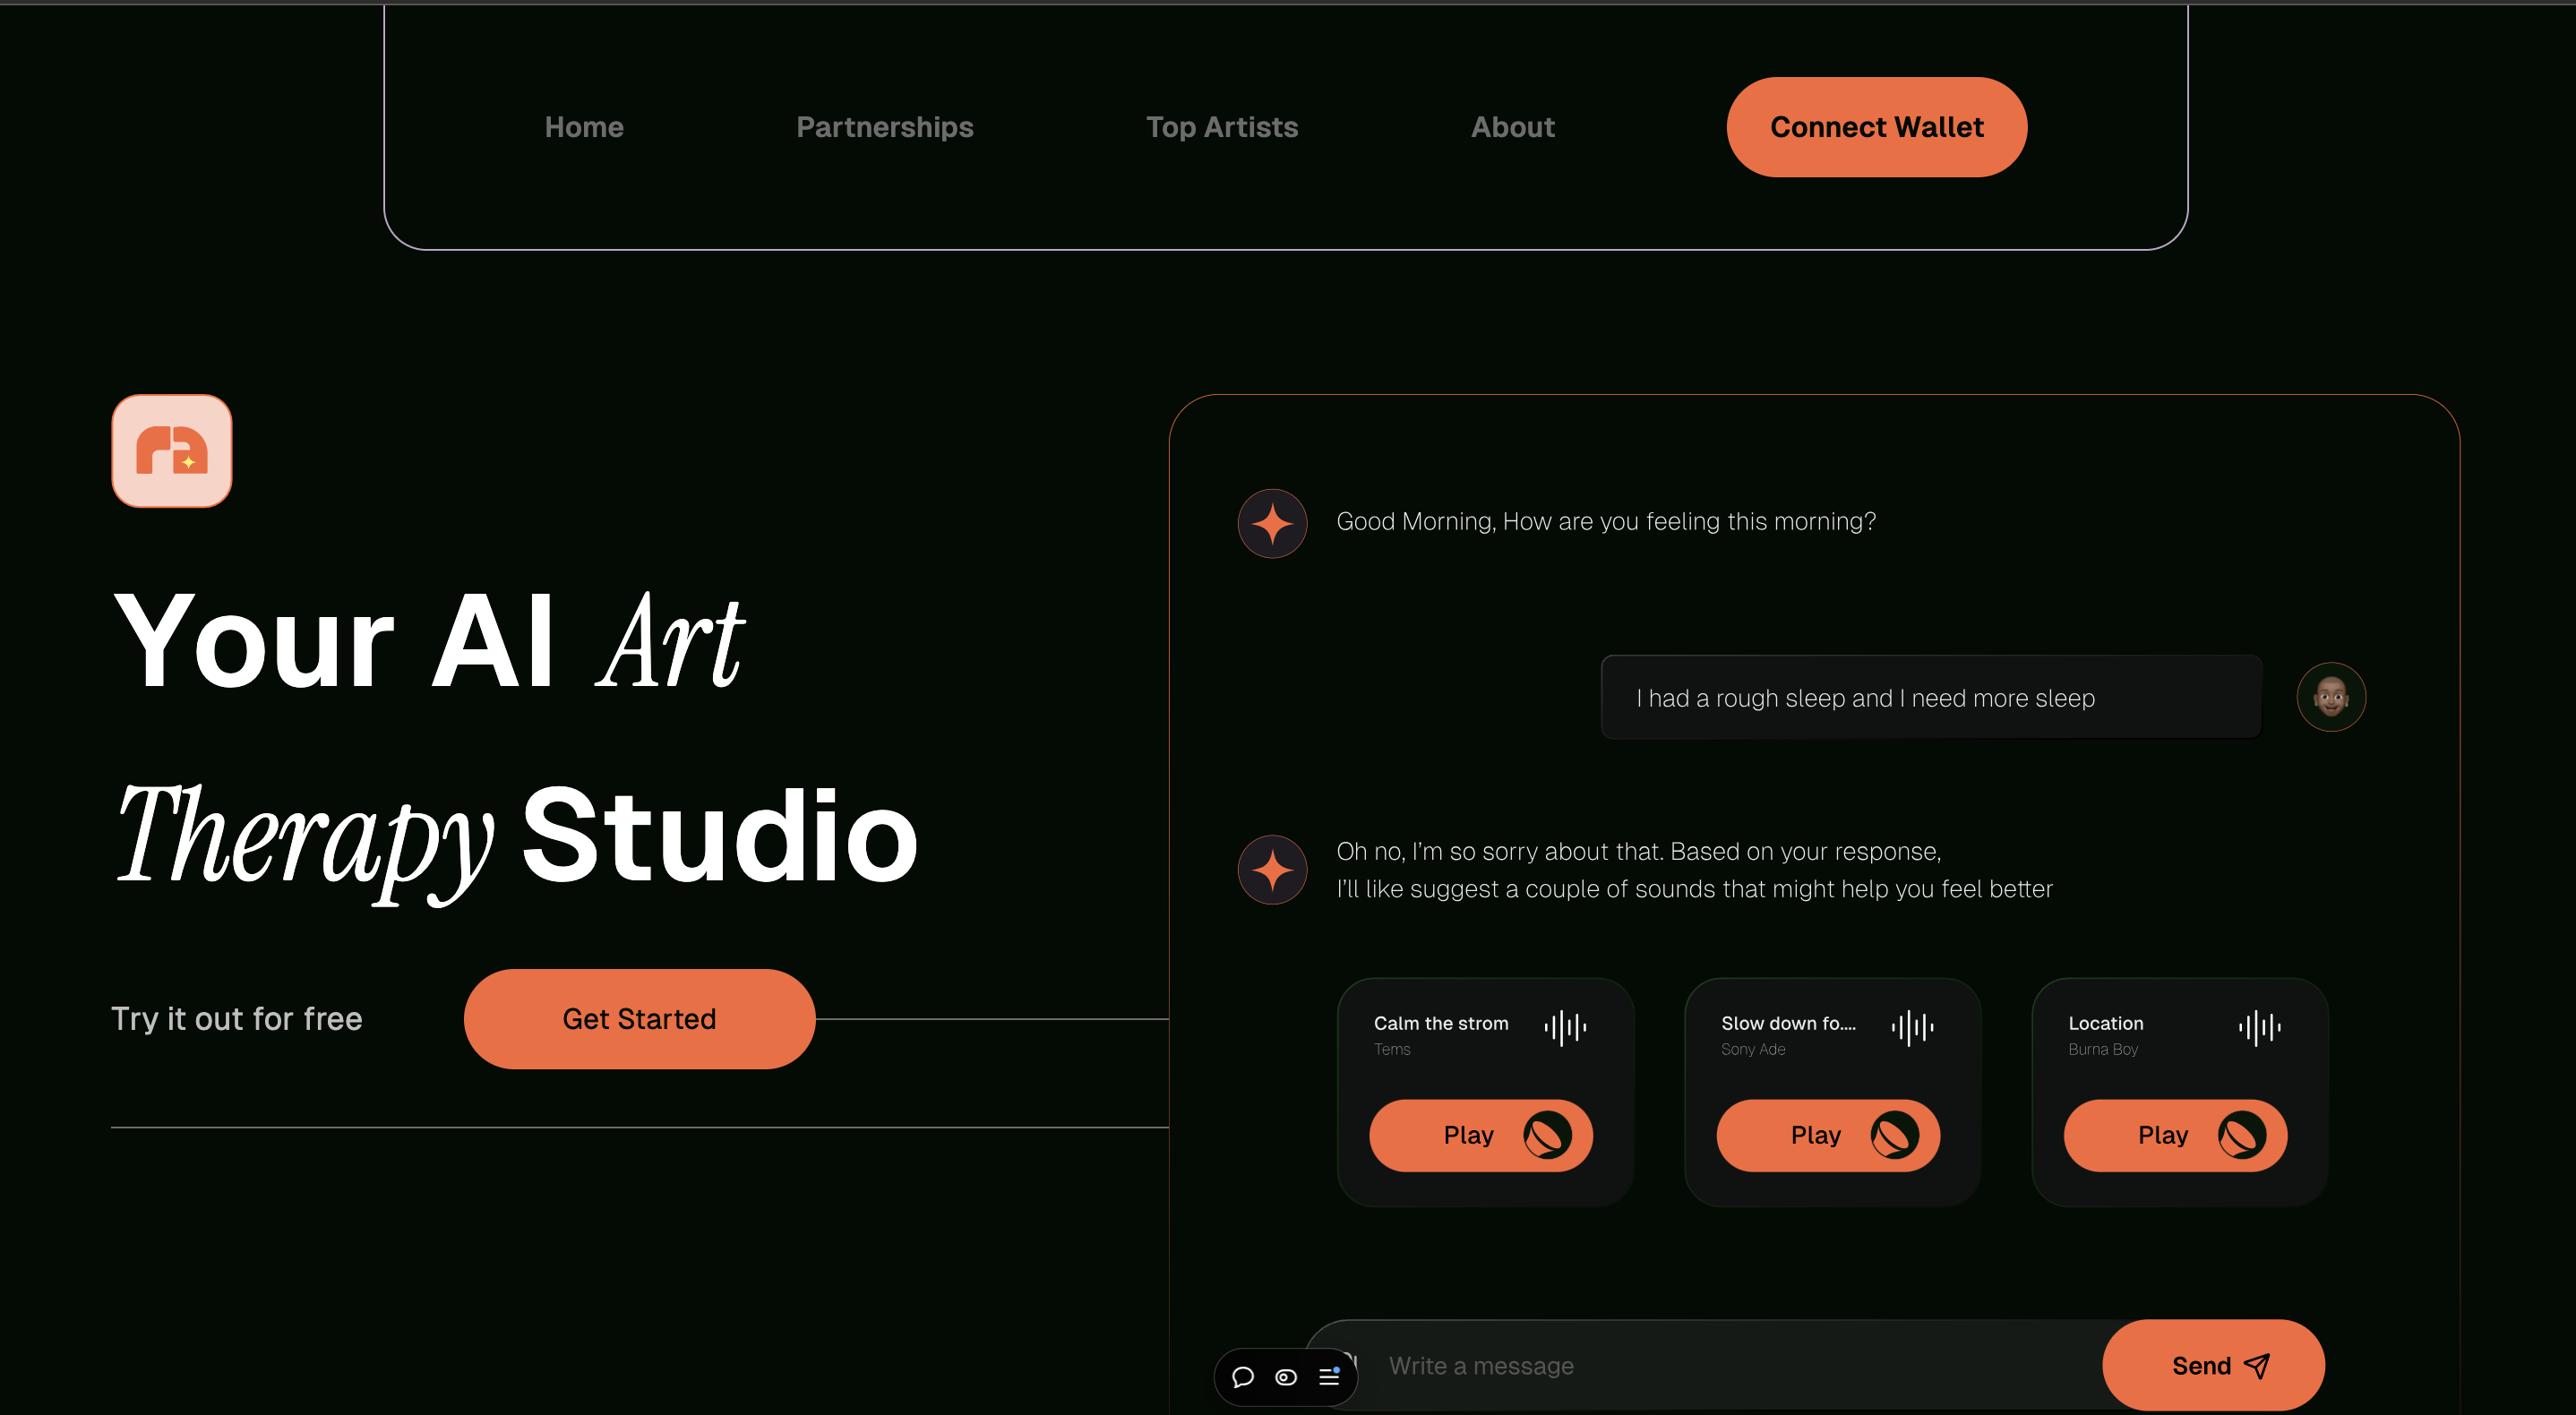 Home
Partnerships
Top Artists
About
Connect Wallet
ra
Your AI Art
Therapy Studio
Try it out for free
Get Started
Good Morning, How are you feeling this morning?
I had a rough sleep and I need more sleep
Oh no, I’m so sorry about that. Based on your response,
I’ll like suggest a couple of sounds that might help you feel better
Calm the strom
Tems
Play
Slow down fo....
Sony Ade
Play
Location
Burna Boy
Play
Write a message
Send